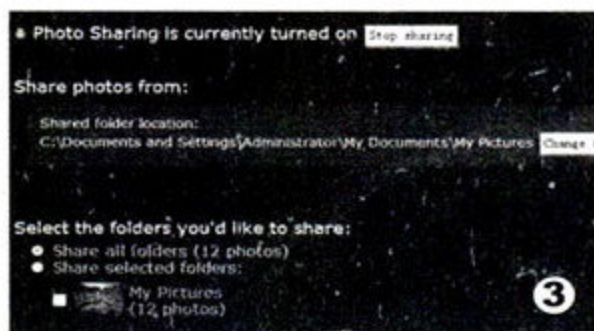 Photo Sharing is currently turned on Stop sharing
Share photos from:
Shared folder location:
C:\Documents and Settings\Administrator\My Documents\My Pictures Change
Select the folders you'd like to share:
Share all folders (12 photos)
Share selected folders:
My Pictures
(12 photos)
3